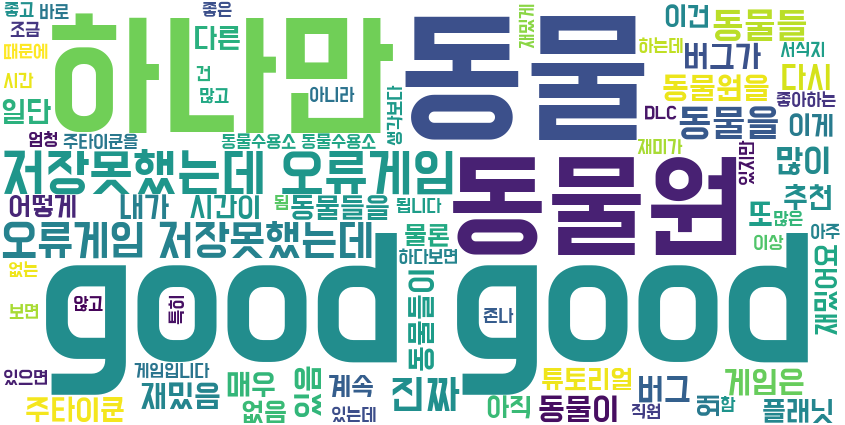 좋고 바로 좋은
조금 다른
때문에
시간 건
일단 많고
하나만 동물
아니라
생각보다
재밌게
이건 동물들
하는데 버그가 서식지
동물원을 다시
좋아하는
DLC 동물을 이게
엄청 주타이쿤을 동물수용소 동물수용소
재미가
저장못했는데 오류게임
동물원
있지만
많이
추천
어떻게 내가 시간이 됨 동물들을 됩니다
또 많은
오류게임 저장못했는데
물론 하다보면
이상 아주
없는
good good
보면 않고 특히
동물들이
존나
재밌어요
있으면
게임입니다
주타이쿤 재밌음 매우 없음 있음 있는데 계속 진짜
튜토리얼
아직 동물이 직원 버그 여 함
게임은
플래닛